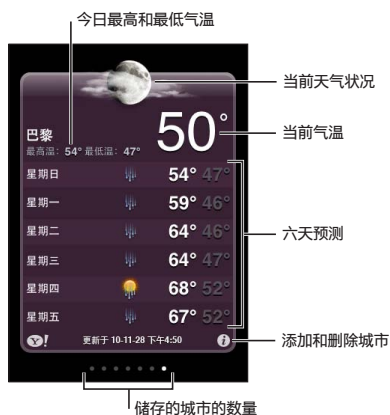 今日最高和最低气温
当前天气状况
50°
当前气温
巴黎
最高温: 54° 最低温: 47°
星期日 54° 47°
星期一 59° 46°
星期二 64° 46°
六天预测
星期三 64° 47°
星期四 68° 52°
星期五 67° 52°
Y! 更新于 10-11-28 下午4:50 i
添加和删除城市
储存的城市的数量